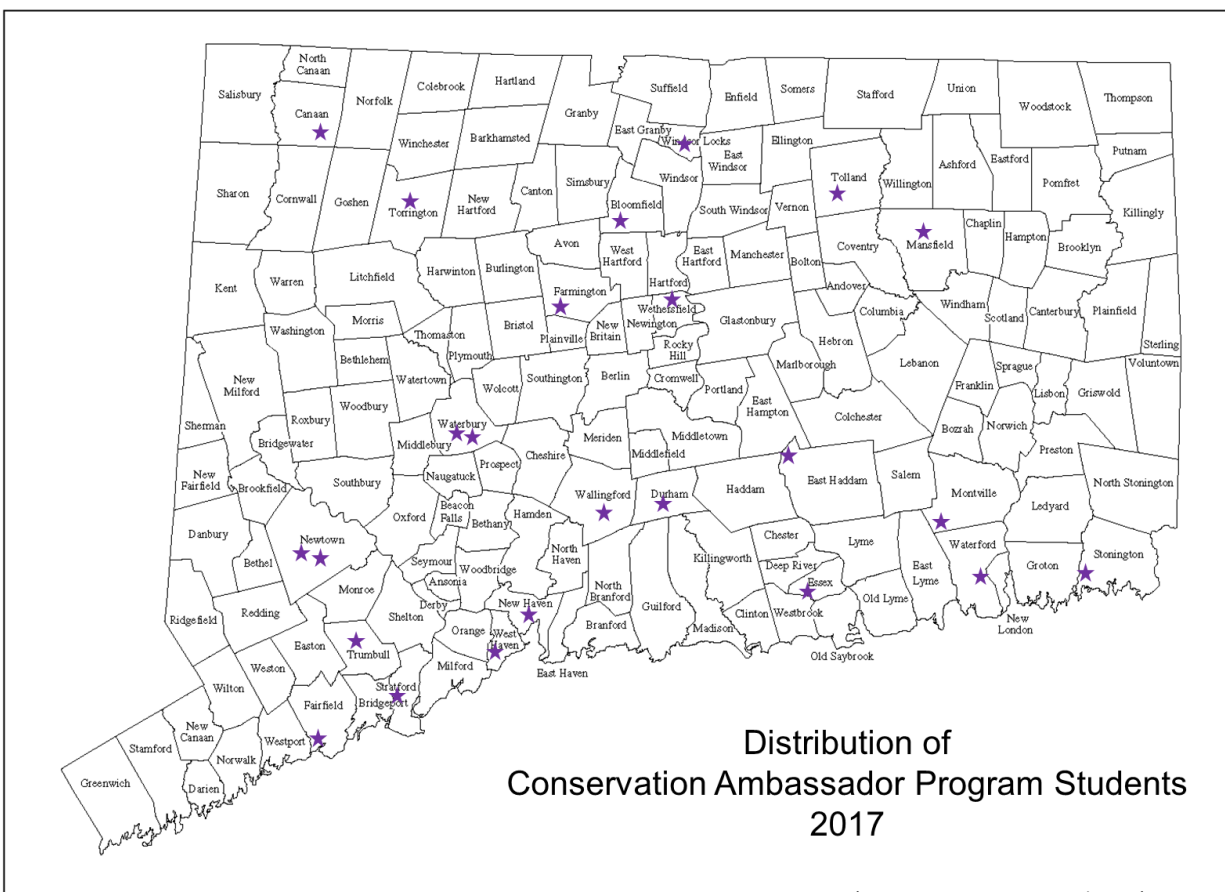 North
Canaan
Salisbury
Canaan
Norfolk
Colebrook
Hartland
Granby
Suffield
Enfield
Somers
Stafford
Union
Woodstock
Thompson
Winchester
Barkhamsted
East Granby
Windsor Locks
East
Windsor
Ellington
Ashford
Eastford
Putnam
Sharon
Cornwall
Goshen
Torrington
New
Hartford
Canton
Simsbury
Bloomfield
Windsor
South Windsor
Vernon
Tolland
Willington
Pomfret
Killingly
Avon
West
Hartford
Hartford
East
Hartford
Manchester
Bolton
Coventry
Mansfield
Chaplin
Hampton
Brooklyn
Kent
Warren
Litchfield
Harwinton
Burlington
Farmington
Wethersfield
Newington
Glastonbury
Andover
Columbia
Windham
Scotland
Canterbury
Plainfield
Sterling
Washington
Morris
Bethlehem
Thomaston
Plymouth
Bristol
Plainville
New
Britain
Rocky
Hill
Hebron
Marlborough
Lebanon
Franklin
Sprague
Lisbon
Griswold
Voluntown
New
Milford
Watertown
Wolcott
Southington
Berlin
Cromwell
Portland
East
Hampton
Colchester
Bozrah
Norwich
Preston
Sherman
Roxbury
Woodbury
Bridgewater
Middlebury
Waterbury
Cheshire
Meriden
Middletown
Middlefield
New
Fairfield
Brookfield
Southbury
Naugatuck
Prospect
Wallingford
Durham
Haddam
East Haddam
Salem
Montville
Ledyard
North Stonington
Danbury
Bethel
Newtown
Oxford
Beacon
Falls
Bethany
Hamden
North
Haven
Killingworth
Chester
Deep River
Essex
Lyme
East
Lyme
Waterford
Groton
Stonington
Seymour
Woodbridge
Ansonia
Derby
Monroe
Shelton
New Haven
North
Branford
Guilford
Madison
Clinton
Westbrook
Old Lyme
New
London
Ridgefield
Redding
Easton
Weston
Trumbull
Orange
West
Haven
Branford
East Haven
Old Saybrook
Milford
Wilton
Fairfield
Bridgeport
Stratford
New
Canaan
Norwalk
Westport
Stamford
Greenwich
Darien
Distribution of
Conservation Ambassador Program Students
2017